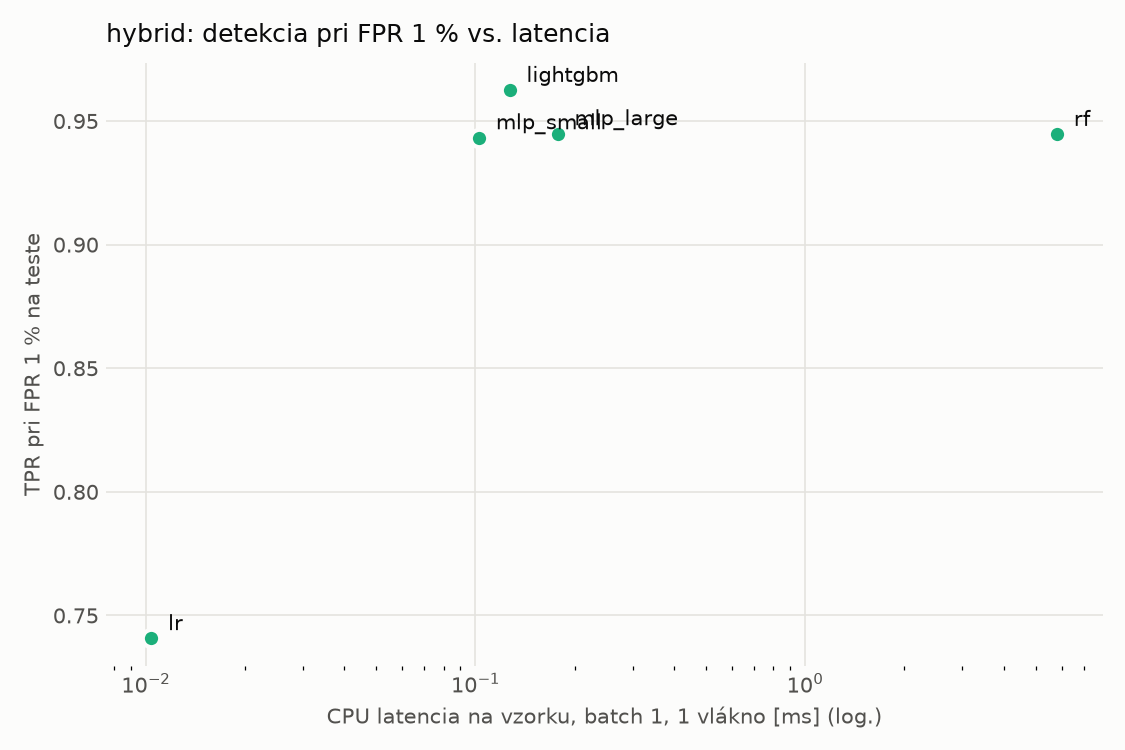 hybrid: detekcia pri FPR 1 % vs. latencia
lightgbm
mlp_small
mlp_large
rf
lr
TPR pri FPR 1 % na teste
0.95
0.90
0.85
0.80
0.75
10⁻²
10⁻¹
10⁰
CPU latencia na vzorku, batch 1, 1 vlákno [ms] (log.)